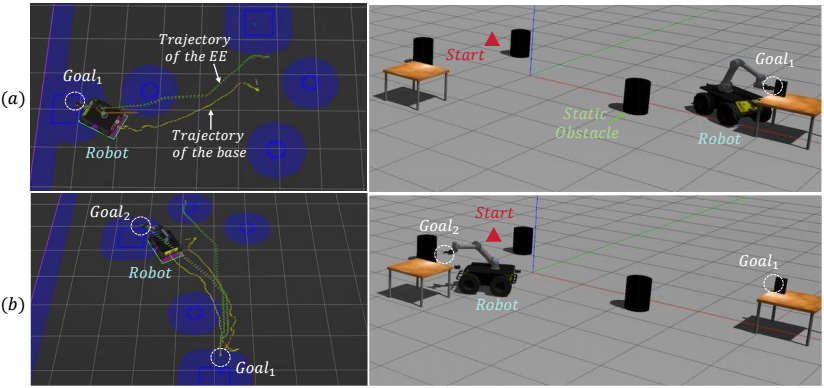 (a)
Goal₁
Trajectory
of the EE
Trajectory
of the base
Robot
Start
Goal₁
Static
Obstacle
Robot
(b)
Goal₂
Robot
Goal₁
Start
Goal₂
Robot
Goal₁